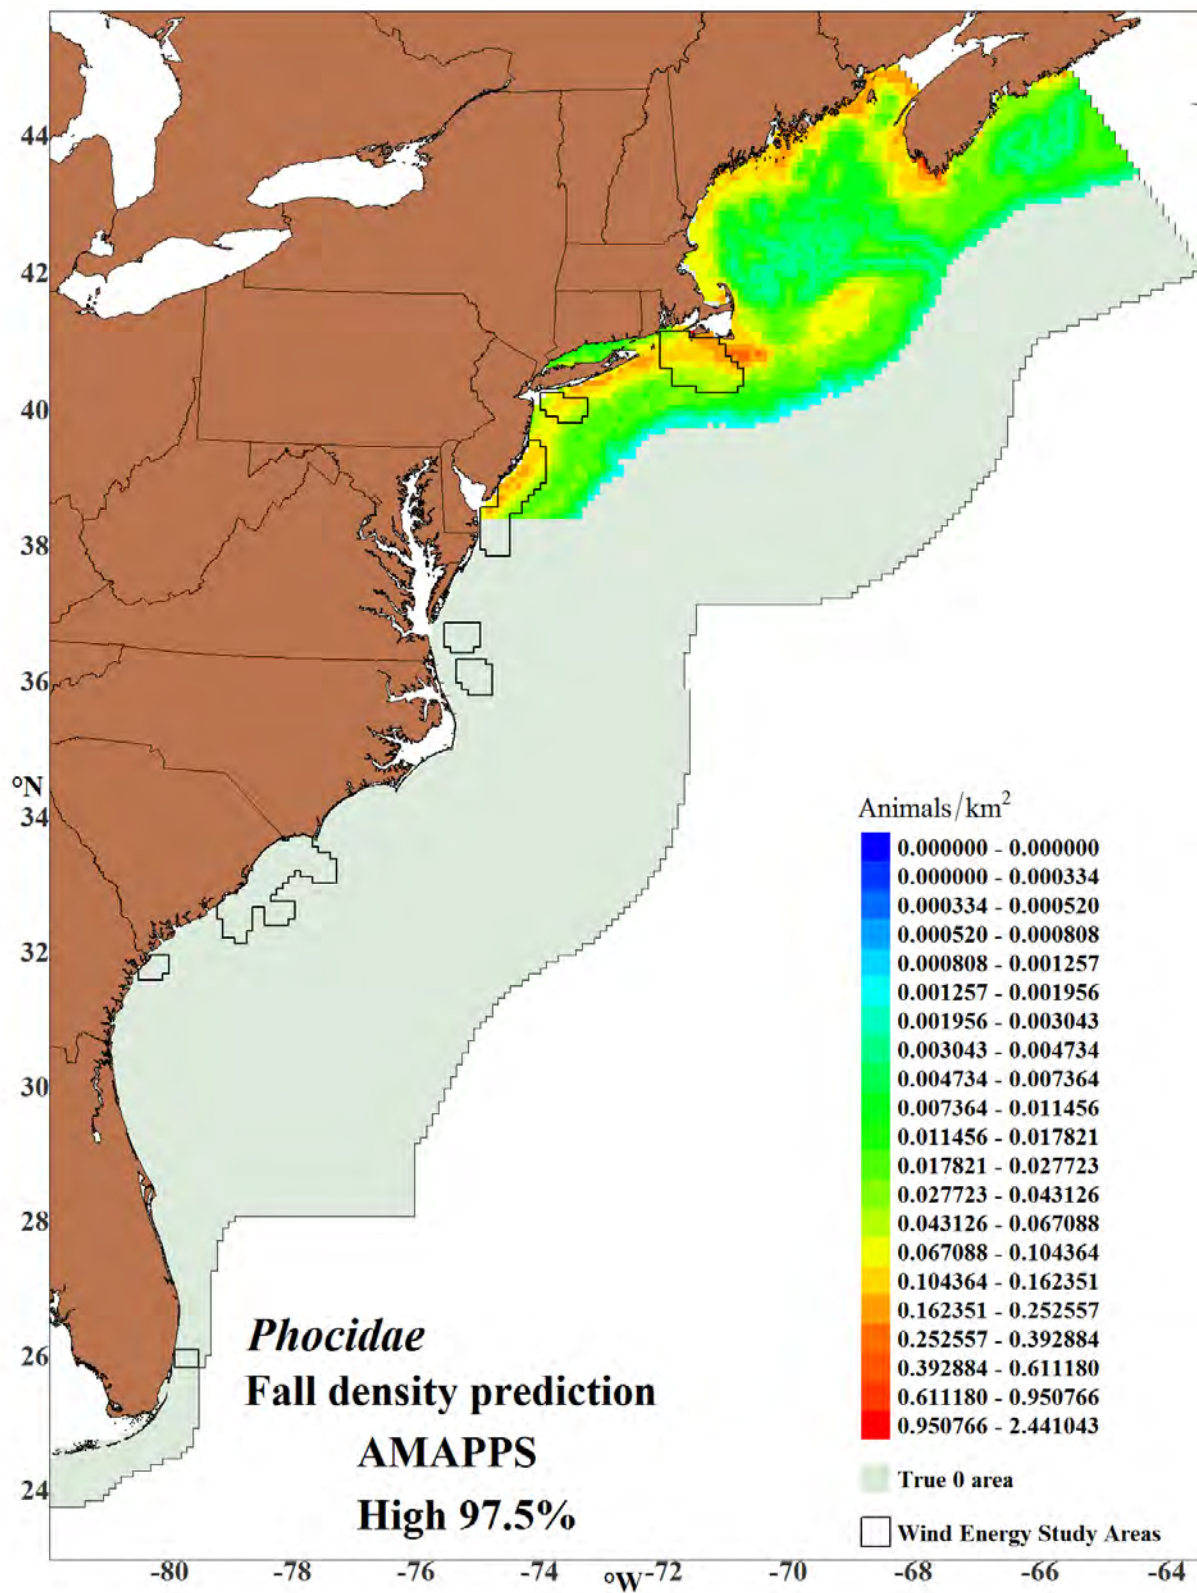 44
42
40
38
36
°N
34
32
30
28
26
24
Animals/km²
0.000000 - 0.000000
0.000000 - 0.000334
0.000334 - 0.000520
0.000520 - 0.000808
0.000808 - 0.001257
0.001257 - 0.001956
0.001956 - 0.003043
0.003043 - 0.004734
0.004734 - 0.007364
0.007364 - 0.011456
0.011456 - 0.017821
0.017821 - 0.027723
0.027723 - 0.043126
0.043126 - 0.067088
0.067088 - 0.104364
0.104364 - 0.162351
0.162351 - 0.252557
0.252557 - 0.392884
0.392884 - 0.611180
0.611180 - 0.950766
0.950766 - 2.441043
True 0 area
Wind Energy Study Areas
Phocidae
Fall density prediction
AMAPPS
High 97.5%
-80 -78 -76 -74 -72 -70 -68 -66 -64
°W